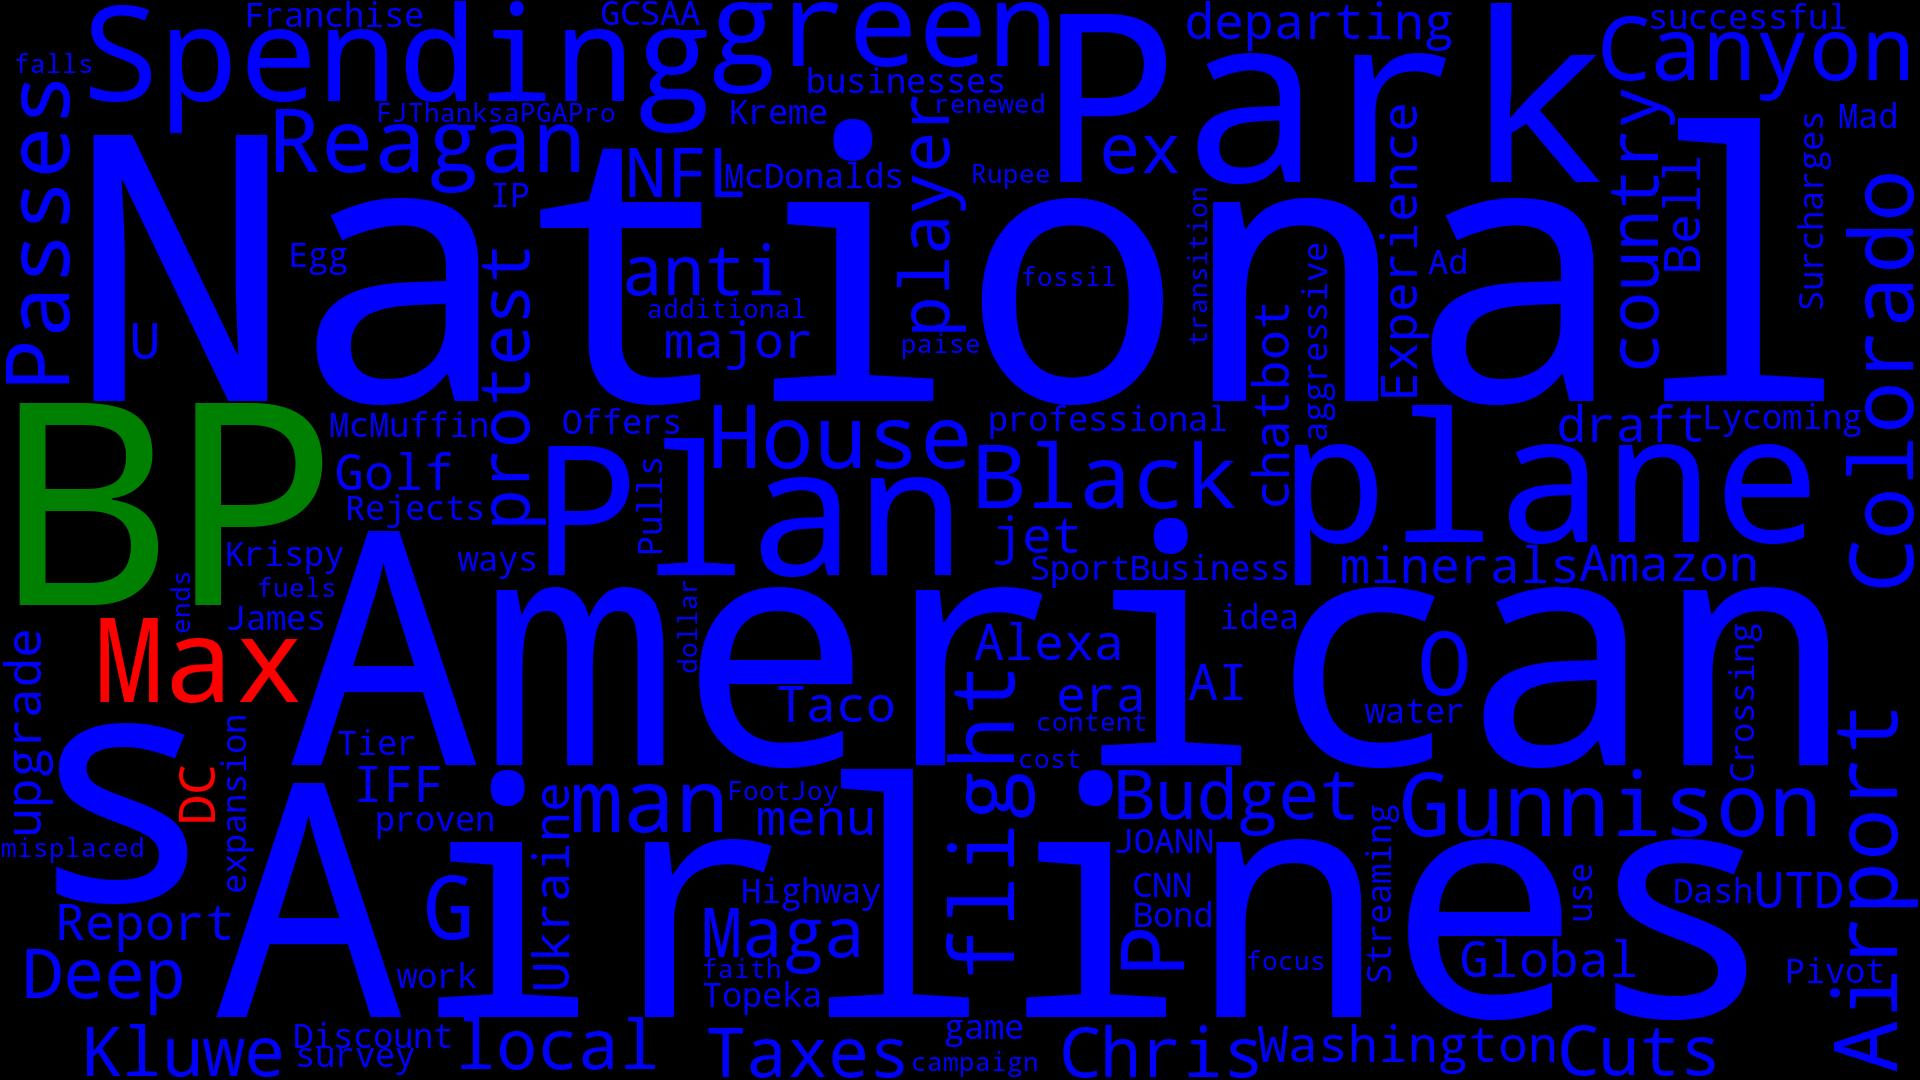 Franchise
GCSAA
green
departing
successful
Spending
Park
Canyon
falls
businesses
Passes
FJThanksaPGAPro
Kreme
renewed
Mad
Reagan
player
ex
country
Experience
Surcharges
National
NFL
McDonalds
Rupee
Bell
Colorado
IP
transition
Egg
protest
anti
fossil
Ad
additional
aggressive
U
major
paise
chatbot
BP
McMuffin
Offers
House
professional
draft
Lycoming
Golf
Plan
Black
plane
Rejects
Pulls
jet
Krispy
ways
SportBusiness
minerals
Amazon
ends
fuels
American
James
dollar
idea
Max
Alexa
O
Crossing
upgrade
Taco
flight
era
AI
water
content
s
Tier
cost
DC
expansion
IFF
man
FootJoy
Budget
Gunnison
Airport
proven
Ukraine
menu
misplaced
JOANN
Streaming
Airlines
G
Highway
CNN
use
Dash
UTD
Report
Maga
Bond
P
Deep
work
faith
focus
Global
Pivot
Topeka
Kluwe
Discount
local
game
Taxes
Chris
Washington
Cuts
survey
campaign